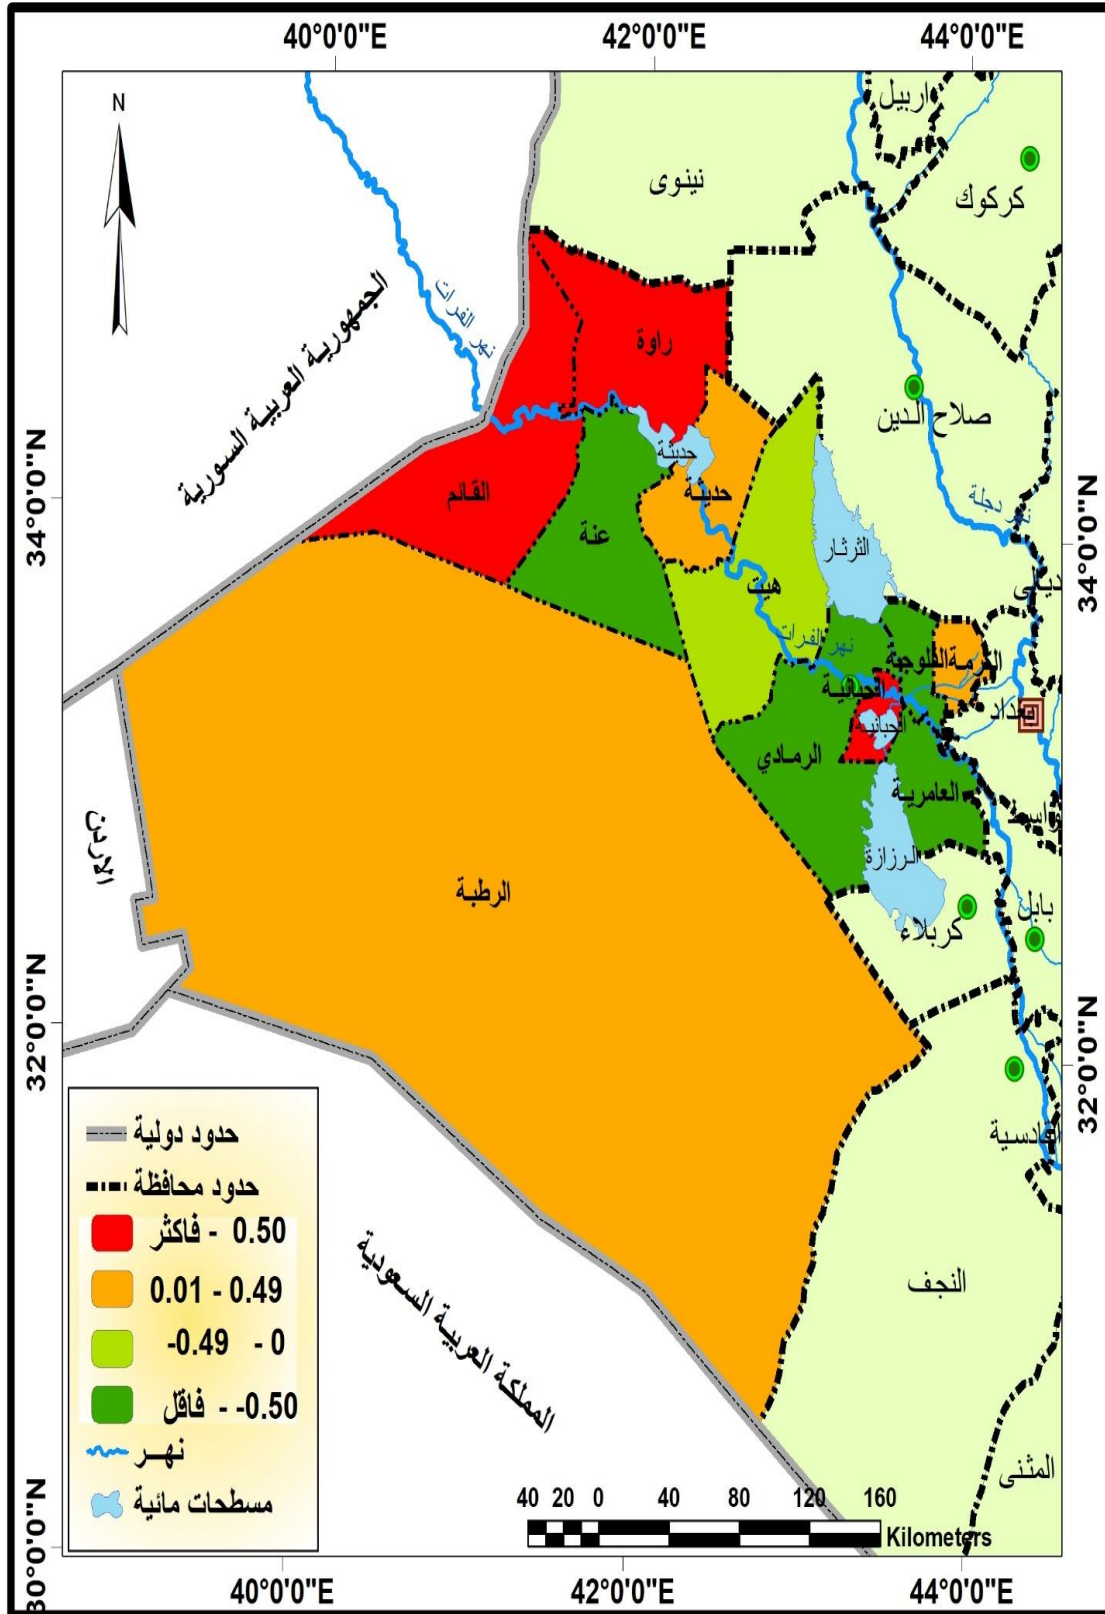 40°0'0"E
42°0'0"E
44°0'0"E
N
اربيل
كركوك
نينوى
نهر الفرات
الجمهورية العربية السورية
راوة
صلاح الدين
حديثة
القائم
حديثة
نهر دجلة
34°0'0"N
34°0'0"N
عنة
الثرثار
هيت
ديالى
نهر الفرات
الكرمة
الفلوجة
الحبانية
بغداد
الحبانية
الرمادي
العامرية
واسط
الاردن
الرزازة
الرطبة
بابل
كربلاء
32°0'0"N
32°0'0"N
القادسية
حدود دولية
حدود محافظة
0.50 - فاكثر
0.01 - 0.49
-0.49 - 0
-0.50 - فاقل
نهـــر
مسطحات مائية
المملكة العربية السعودية
النجف
المثنى
40 20 0 40 80 120 160
Kilometers
30°0'0"N
40°0'0"E
42°0'0"E
44°0'0"E